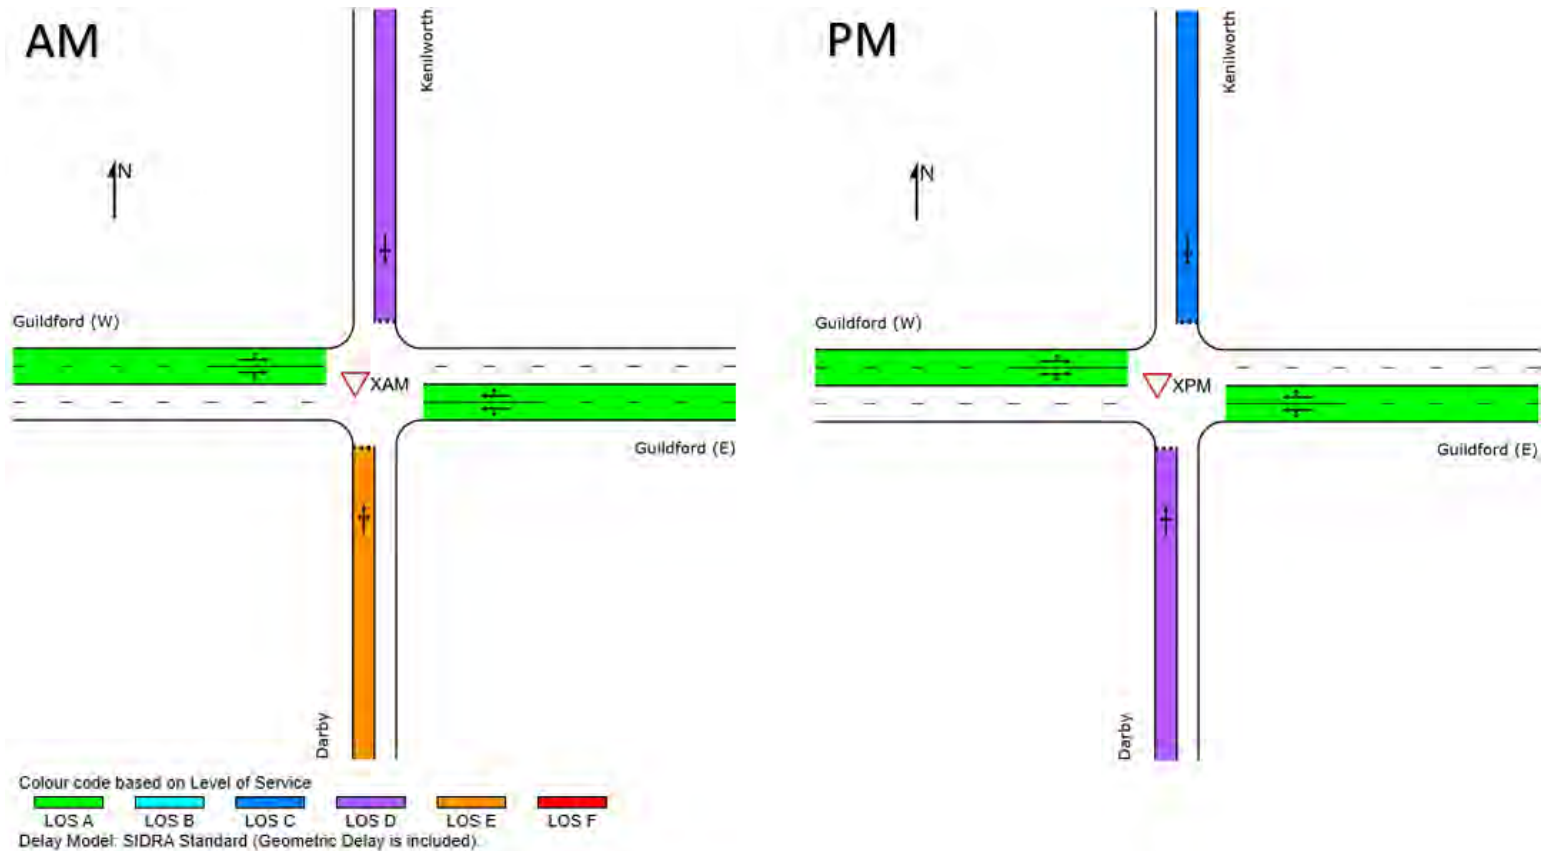 AM
PM
Kenilworth
Kenilworth
N
N
Guildford (W)
Guildford (W)
XAM
XPM
Guildford (E)
Guildford (E)
Darby
Darby
Colour code based on Level of Service
LOS A LOS B LOS C LOS D LOS E LOS F
Delay Model: SIDRA Standard (Geometric Delay is included).